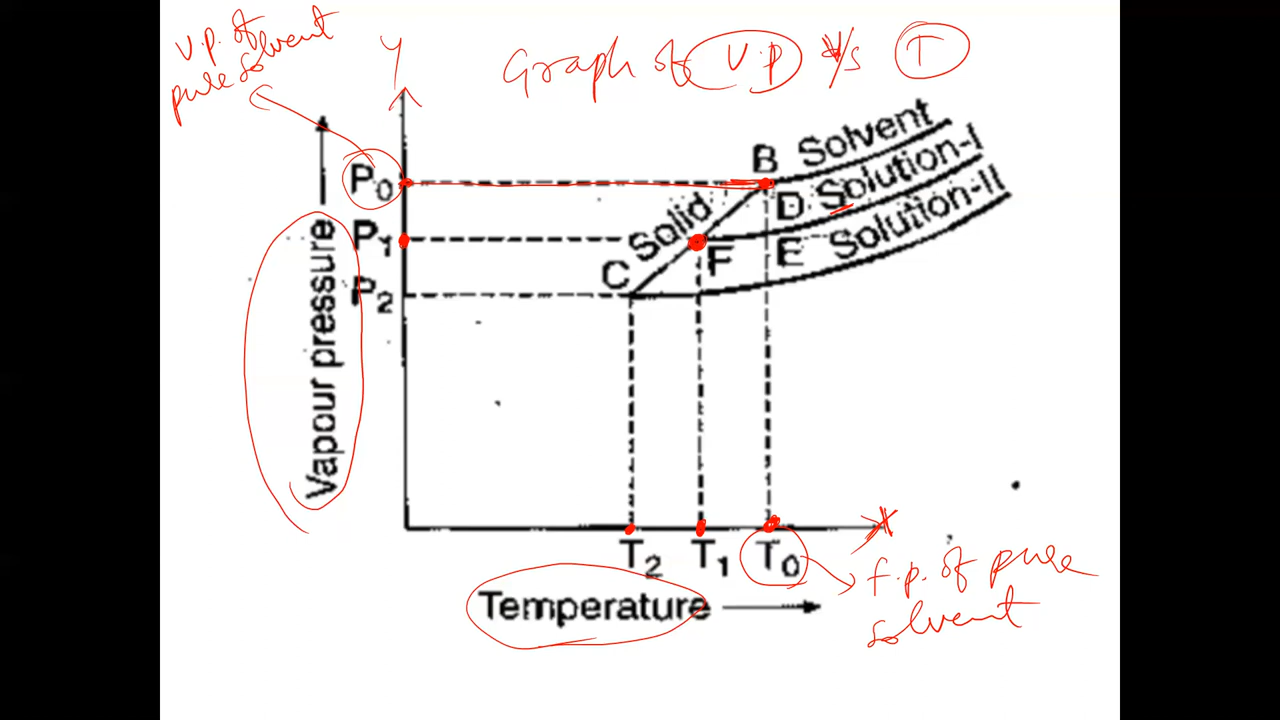 v.p. of
pure solvent
Y
Graph of V.P v/s T
P0
P1
P2
Vapour pressure
B Solvent
D Solution-I
E Solution-II
Solid
F
C
T2 T1 T0
Temperature
f.p. of pure
solvent